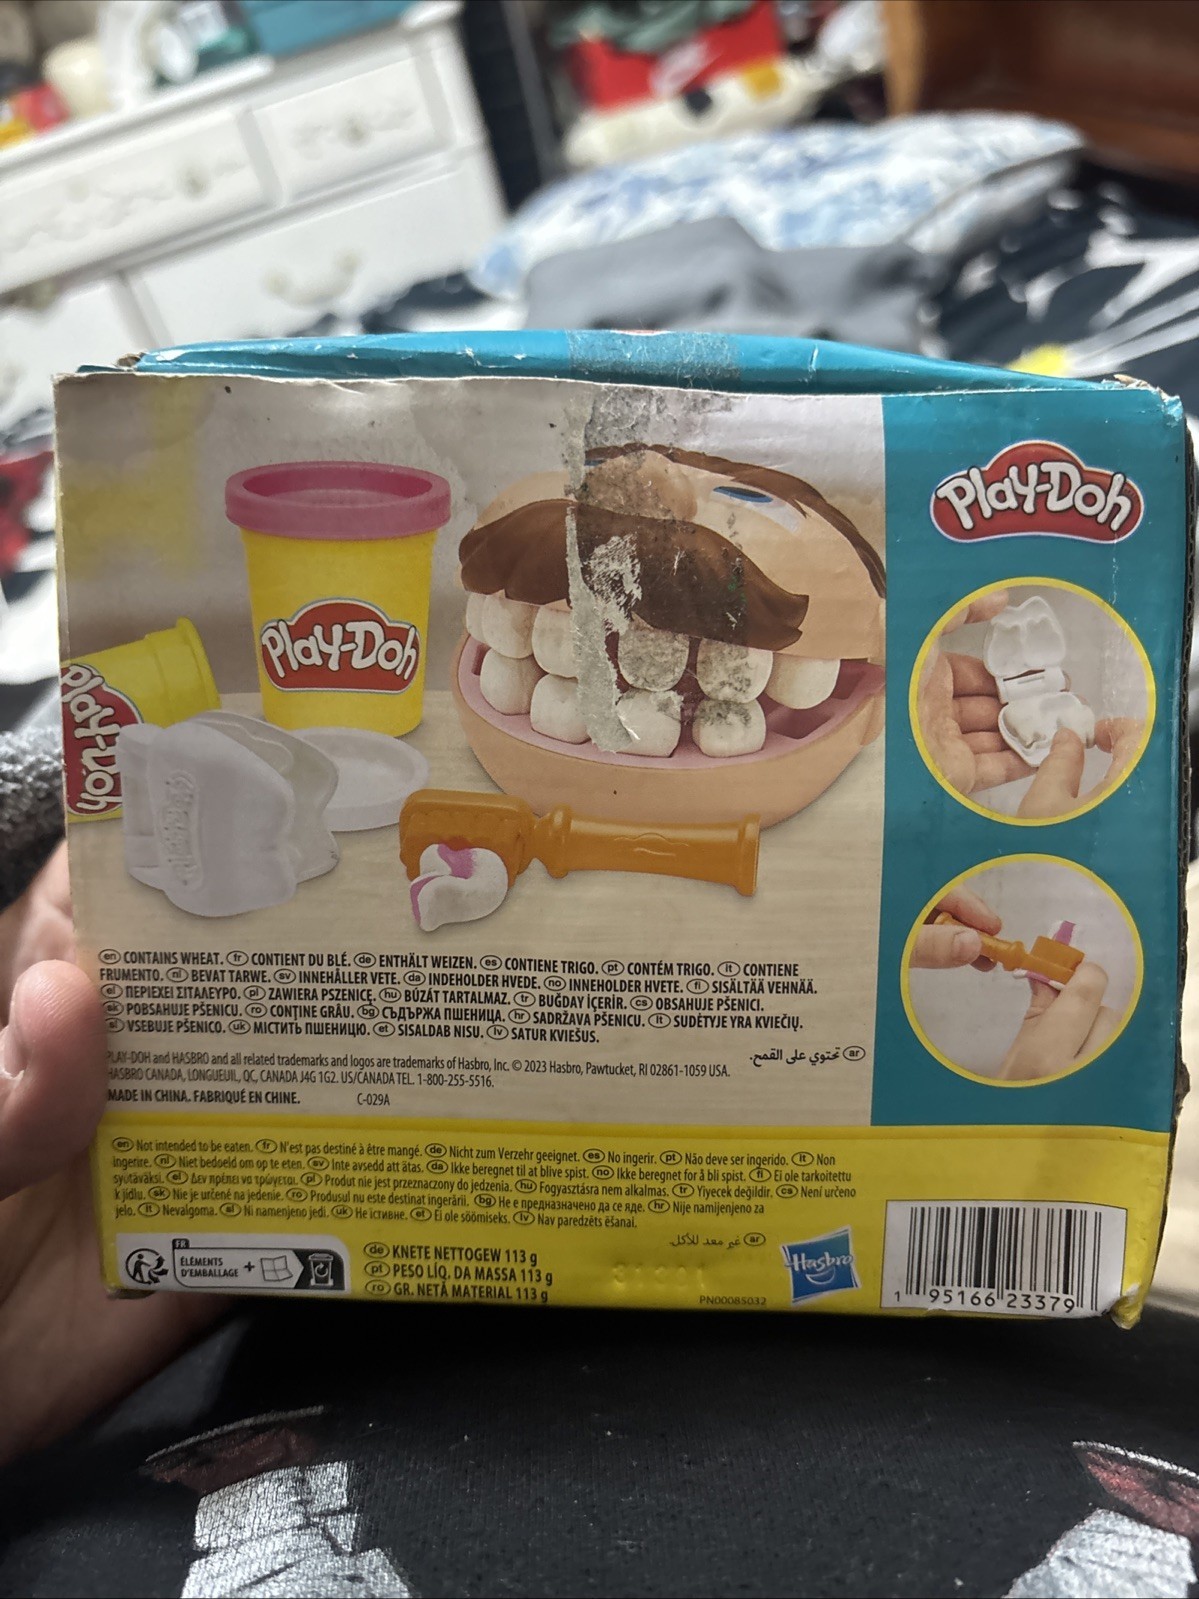 Play-Doh
Play-Doh
Play-Doh
en CONTAINS WHEAT. fr CONTIENT DU BLÉ. de ENTHÄLT WEIZEN. es CONTIENE TRIGO. pt CONTÉM TRIGO. it CONTIENE
FRUMENTO. nl BEVAT TARWE. sv INNEHÅLLER VETE. da INDEHOLDER HVEDE. no INNEHOLDER HVETE. fi SISÄLTÄÄ VEHNÄÄ.
el ΠΕΡΙΕΧΕΙ ΣΙΤΑΛΕΥΡΟ. pl ZAWIERA PSZENICĘ. hu BÚZÁT TARTALMAZ. tr BUĞDAY İÇERİR. cs OBSAHUJE PŠENICI.
sk POBSAHUJE PŠENICU. ro CONȚINE GRÂU. bg СЪДЪРЖА ПШЕНИЦА. hr SADRŽAVA PŠENICU. lt SUDĖTYJE YRA KVIEČIŲ.
sl VSEBUJE PŠENICO. uk МІСТИТЬ ПШЕНИЦЮ. et SISALDAB NISU. lv SATUR KVIEŠUS.
ar تحتوي على القمح.
PLAY-DOH and HASBRO and all related trademarks and logos are trademarks of Hasbro, Inc. © 2023 Hasbro, Pawtucket, RI 02861-1059 USA.
HASBRO CANADA, LONGUEUIL, QC, CANADA J4G 1G2. US/CANADA TEL. 1-800-255-5516.
MADE IN CHINA. FABRIQUÉ EN CHINE. C-029A
en Not intended to be eaten. fr N'est pas destiné à être mangé. de Nicht zum Verzehr geeignet. es No ingerir. pt Não deve ser ingerido. it Non
ingerire. nl Niet bedoeld om op te eten. sv Inte avsedd att ätas. da Ikke beregnet til at blive spist. no Ikke beregnet for å bli spist. fi Ei ole tarkoitettu
syötäväksi. el Δεν πρέπει να τρώγεται. pl Produkt nie jest przeznaczony do jedzenia. hu Fogyasztásra nem alkalmas. tr Yiyecek değildir. cs Není určeno
k jídlu. sk Nie je určené na jedenie. ro Produsul nu este destinat ingerării. bg Не е предназначено да се яде. hr Nije namijenjeno za
jelo. lt Nevalgoma. sl Ni namenjeno jedi. uk Не їстивне. et Ei ole söömiseks. lv Nav paredzēts ēšanai.
ar غير معد للأكل.
FR
ÉLÉMENTS
D'EMBALLAGE +
de KNETE NETTOGEW 113 g
pt PESO LÍQ. DA MASSA 113 g
ro GR. NETĂ MATERIAL 113 g
PN00085032
Hasbro
1 95166 23379